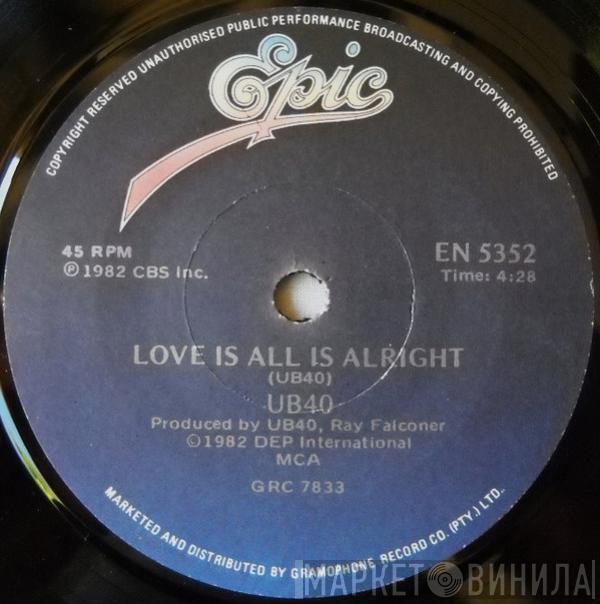 COPYRIGHT RESERVED UNAUTHORISED PUBLIC PERFORMANCE BROADCASTING AND COPYING PROHIBITED
Epic
45 RPM
℗1982 CBS Inc.
EN 5352
Time: 4:28
LOVE IS ALL IS ALRIGHT
(UB40)
UB40
Produced by UB40, Ray Falconer
©1982 DEP International
MCA
GRC 7833
MARKETED AND DISTRIBUTED BY GRAMOPHONE RECORD CO. (PTY.) LTD.
МАРКЕТ ВИНИЛА